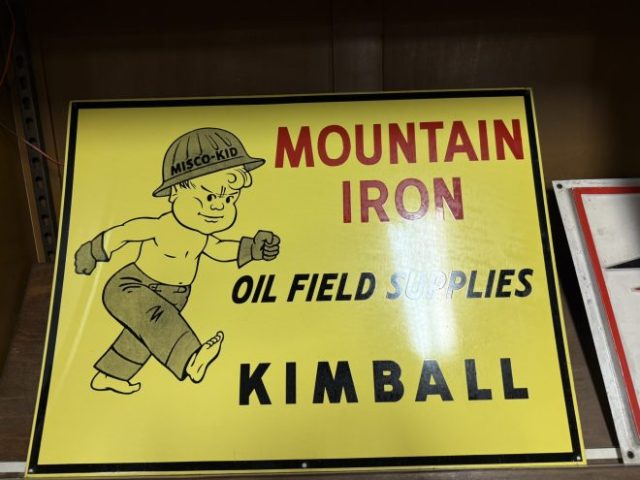 MISCO-KID
MOUNTAIN
IRON
OIL FIELD SUPPLIES
KIMBALL